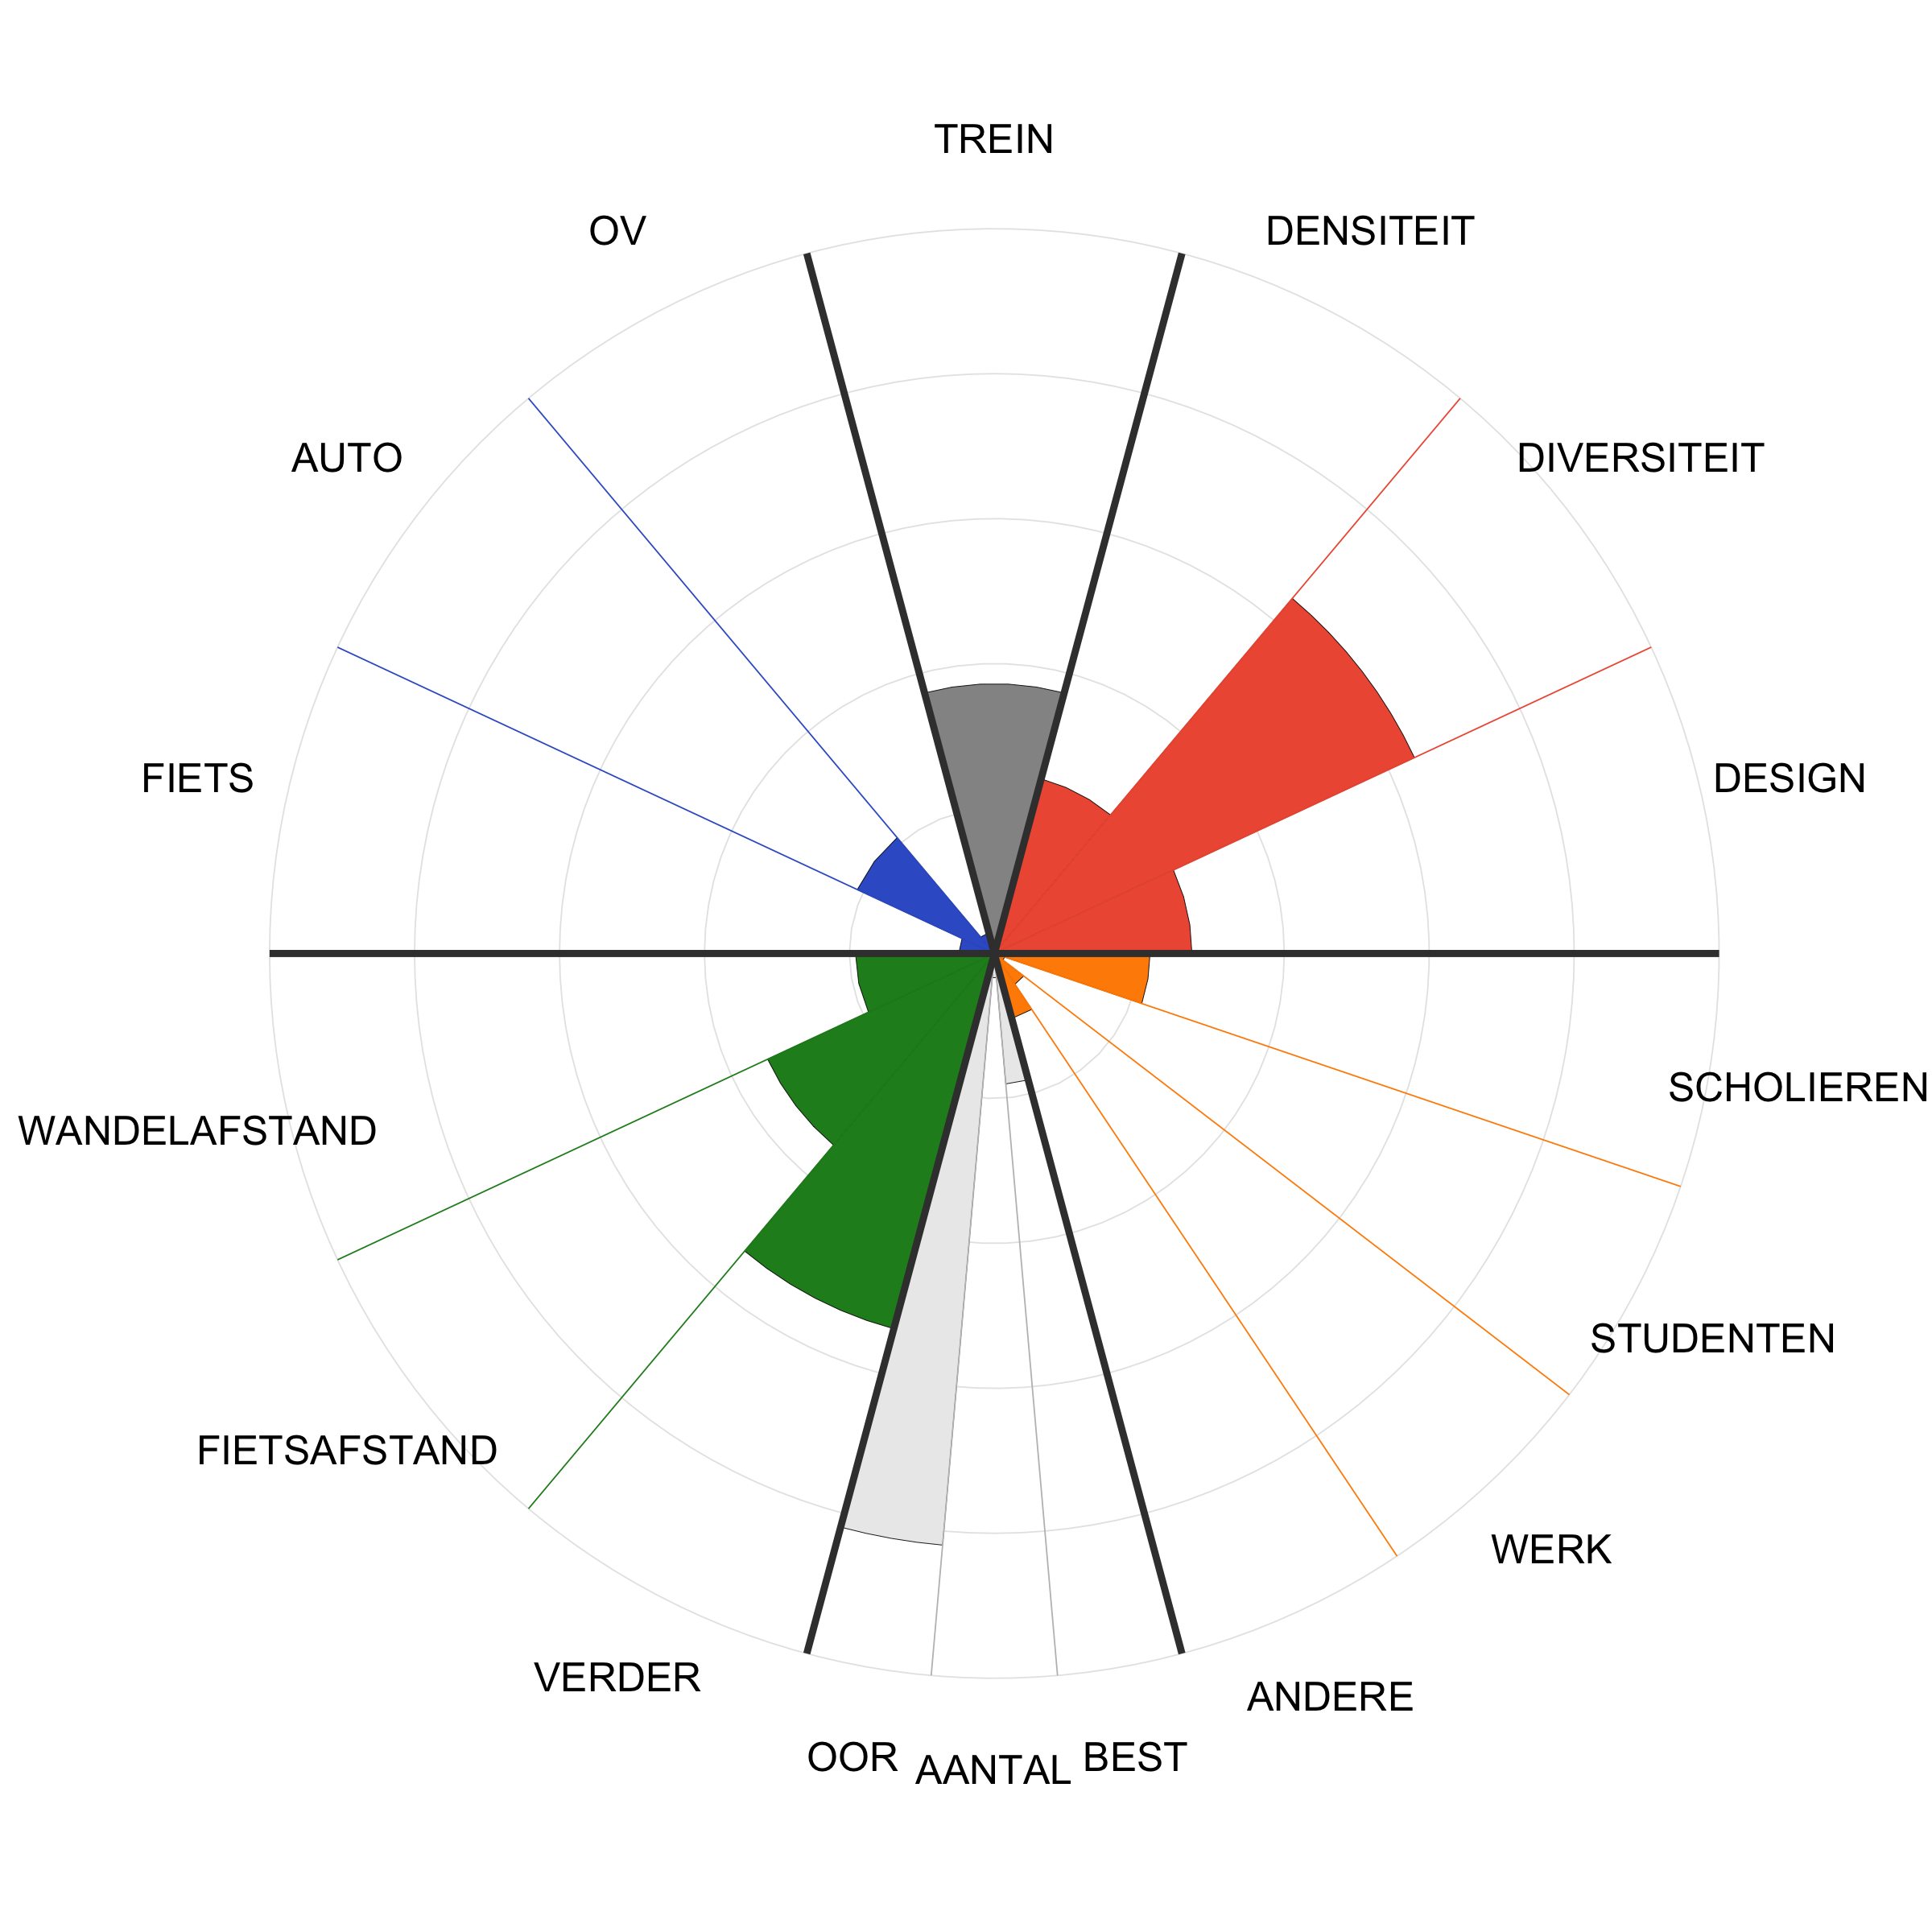 TREIN
OV
DENSITEIT
AUTO
DIVERSITEIT
FIETS
DESIGN
SCHOLIEREN
WANDELAFSTAND
STUDENTEN
FIETSAFSTAND
WERK
VERDER
ANDERE
OOR
AANTAL
BEST